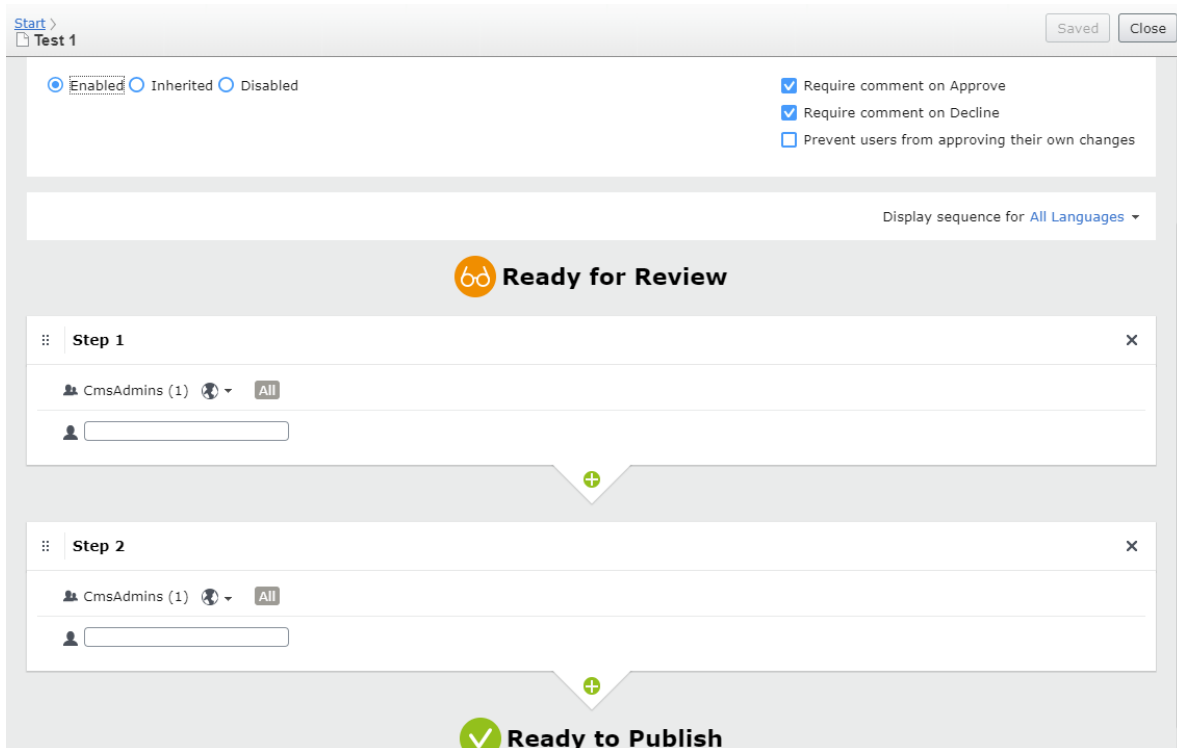 Start >
Test 1
Saved Close
Enabled Inherited Disabled
Require comment on Approve
Require comment on Decline
Prevent users from approving their own changes
Display sequence for All Languages
Ready for Review
Step 1
CmsAdmins (1) All
Step 2
CmsAdmins (1) All
Ready to Publish